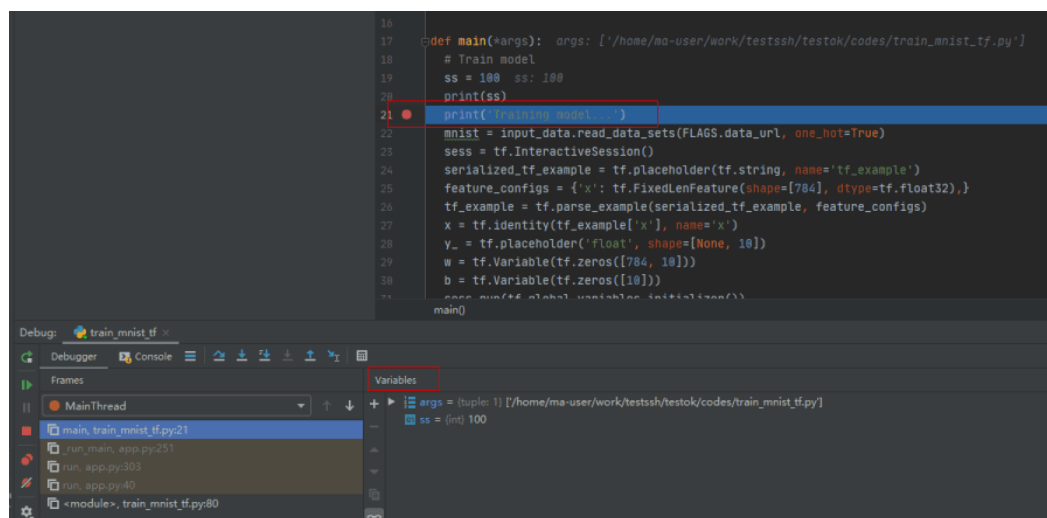 16
17 def main(*args): args: ['/home/ma-user/work/testssh/testok/codes/train_mnist_tf.py']
18 # Train model
19 ss = 100 ss: 100
20 print(ss)
21 print('Training model...')
22 mnist = input_data.read_data_sets(FLAGS.data_url, one_hot=True)
23 sess = tf.InteractiveSession()
24 serialized_tf_example = tf.placeholder(tf.string, name='tf_example')
25 feature_configs = {'x': tf.FixedLenFeature(shape=[784], dtype=tf.float32),}
26 tf_example = tf.parse_example(serialized_tf_example, feature_configs)
27 x = tf.identity(tf_example['x'], name='x')
28 y_ = tf.placeholder('float', shape=[None, 10])
29 w = tf.Variable(tf.zeros([784, 10]))
30 b = tf.Variable(tf.zeros([10]))
31 sess.run(tf.global_variables_initializer())
main()
Debug: train_mnist_tf
Debugger Console
Frames
Variables
MainThread
args = {tuple: 1} ['/home/ma-user/work/testssh/testok/codes/train_mnist_tf.py']
ss = {int} 100
main, train_mnist_tf.py:21
_run_main, app.py:251
run, app.py:303
run, app.py:40
<module>, train_mnist_tf.py:80